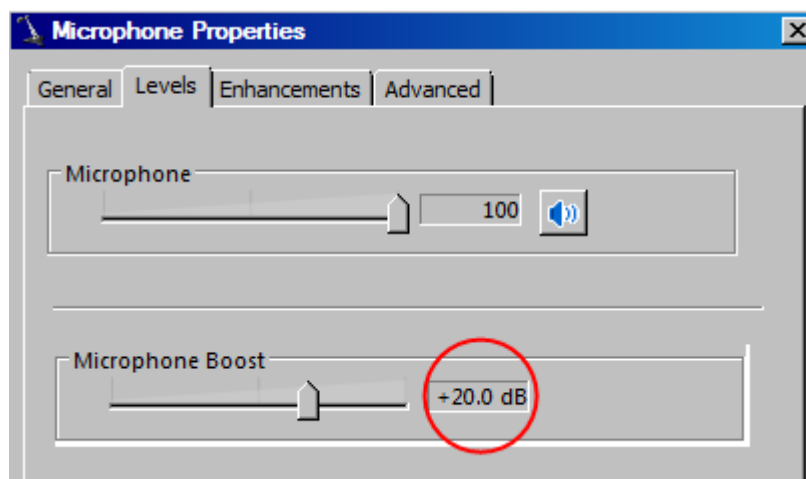 Microphone Properties
General Levels Enhancements Advanced
Microphone
100
Microphone Boost
+20.0 dB